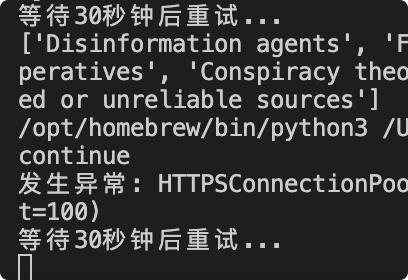 等待30秒钟后重试...
['Disinformation agents', 'F
peratives', 'Conspiracy theo
ed or unreliable sources']
/opt/homebrew/bin/python3 /U
continue
发生异常: HTTPSConnectionPoo
t=100)
等待30秒钟后重试...